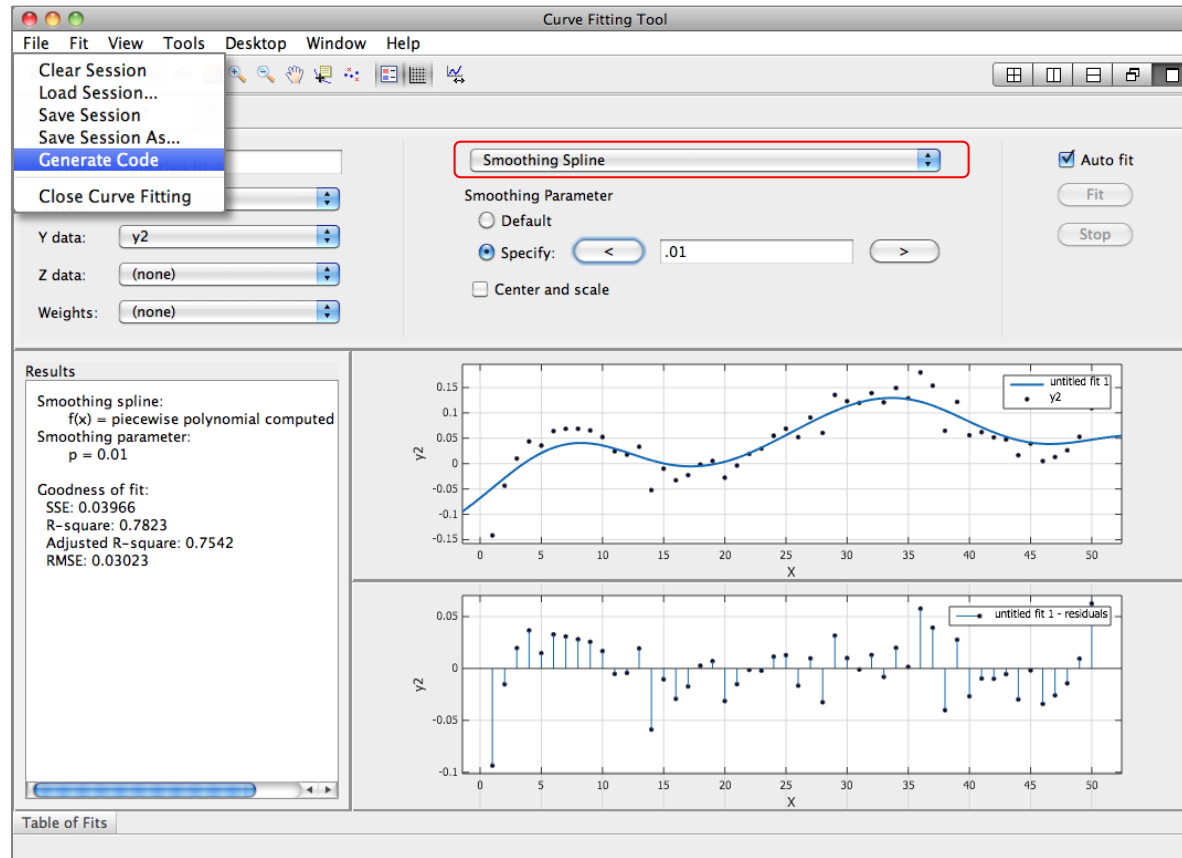 Curve Fitting Tool
File Fit View Tools Desktop Window Help
Clear Session
Load Session...
Save Session
Save Session As...
Generate Code
Close Curve Fitting
Y data: y2
Z data: (none)
Weights: (none)
Smoothing Spline
Smoothing Parameter
Default
Specify: < .01 >
Center and scale
Auto fit
Fit
Stop
Results
Smoothing spline:
f(x) = piecewise polynomial computed
Smoothing parameter:
p = 0.01
Goodness of fit:
SSE: 0.03966
R-square: 0.7823
Adjusted R-square: 0.7542
RMSE: 0.03023
untitled fit 1
y2
0.15
0.1
0.05
0
-0.05
-0.1
-0.15
y2
0 5 10 15 20 25 30 35 40 45 50
X
untitled fit 1 - residuals
0.05
0
-0.05
-0.1
y2
0 5 10 15 20 25 30 35 40 45 50
X
Table of Fits